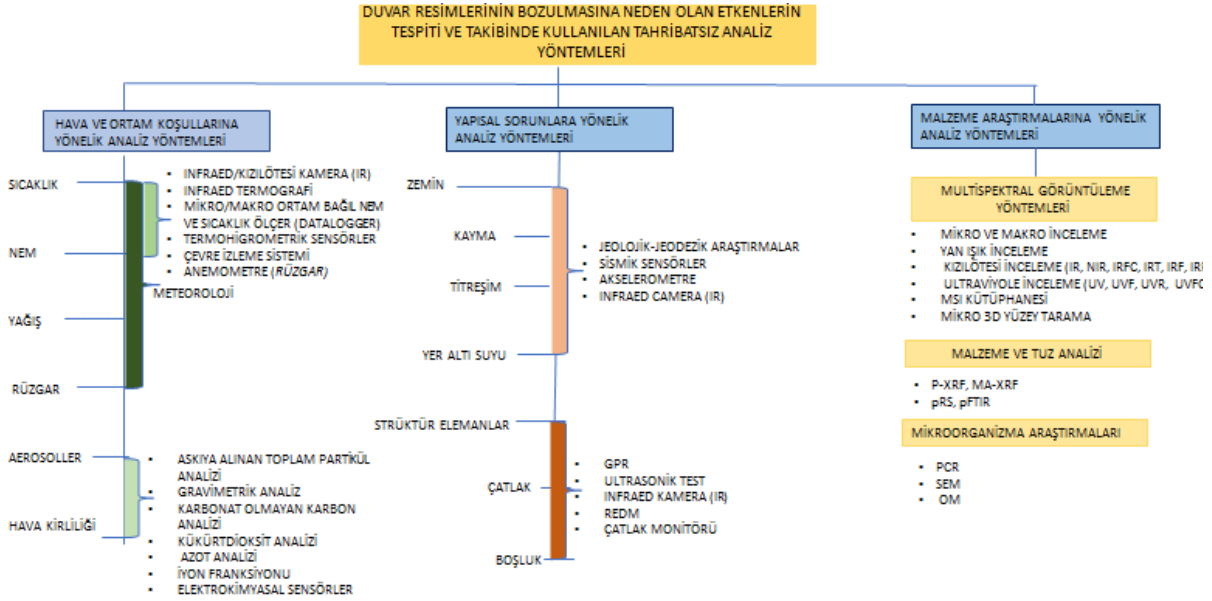 DUVAR RESİMLERİNİN BOZULMASINA NEDEN OLAN ETKENLERİN
TESPİTİ VE TAKİBİNDE KULLANILAN TAHRİBATSIZ ANALİZ
YÖNTEMLERİ
HAVA VE ORTAM KOŞULLARINA
YÖNELİK ANALİZ YÖNTEMLERİ
SICAKLIK
NEM
YAĞIŞ
RÜZGAR
METEOROLOJİ
• INFRAED/KIZILÖTESİ KAMERA (IR)
• INFRAED TERMOGRAFİ
• MİKRO/MAKRO ORTAM BAĞIL NEM
VE SICAKLIK ÖLÇER (DATALOGGER)
• TERMOHİGROMETRİK SENSÖRLER
• ÇEVRE İZLEME SİSTEMİ
• ANEMOMETRE (RÜZGAR)
AEROSOLLER
HAVA KİRLİLİĞİ
• ASKIYA ALINAN TOPLAM PARTİKÜL
ANALİZİ
• GRAVİMETRİK ANALİZ
• KARBONAT OLMAYAN KARBON
ANALİZİ
• KÜKÜRTDİOKSİT ANALİZİ
• AZOT ANALİZİ
• İYON FRANKSİYONU
• ELEKTROKİMYASAL SENSÖRLER
YAPISAL SORUNLARA YÖNELİK
ANALİZ YÖNTEMLERİ
ZEMİN
KAYMA
TİTREŞİM
YER ALTI SUYU
• JEOLOJİK-JEODEZİK ARAŞTIRMALAR
• SİSMİK SENSÖRLER
• AKSELEROMETRE
• INFRAED CAMERA (IR)
STRÜKTÜR ELEMANLAR
ÇATLAK
BOŞLUK
• GPR
• ULTRASONİK TEST
• INFRAED KAMERA (IR)
• REDM
• ÇATLAK MONİTÖRÜ
MALZEME ARAŞTIRMALARINA YÖNELİK
ANALİZ YÖNTEMLERİ
MULTISPEKTRAL GÖRÜNTÜLEME
YÖNTEMLERİ
• MİKRO VE MAKRO İNCELEME
• YAN IŞIK İNCELEME
• KIZILÖTESİ İNCELEME (IR, NIR, IRFC, IRT, IRF,
• ULTRAVİYOLE İNCELEME (UV, UVF, UVR,
• MSI KÜTÜPHANESİ
• MİKRO 3D YÜZEY TARAMA
MALZEME VE TUZ ANALİZİ
• P-XRF, MA-XRF
• pRS, pFTIR
MİKROORGANİZMA ARAŞTIRMALARI
• PCR
• SEM
• OM